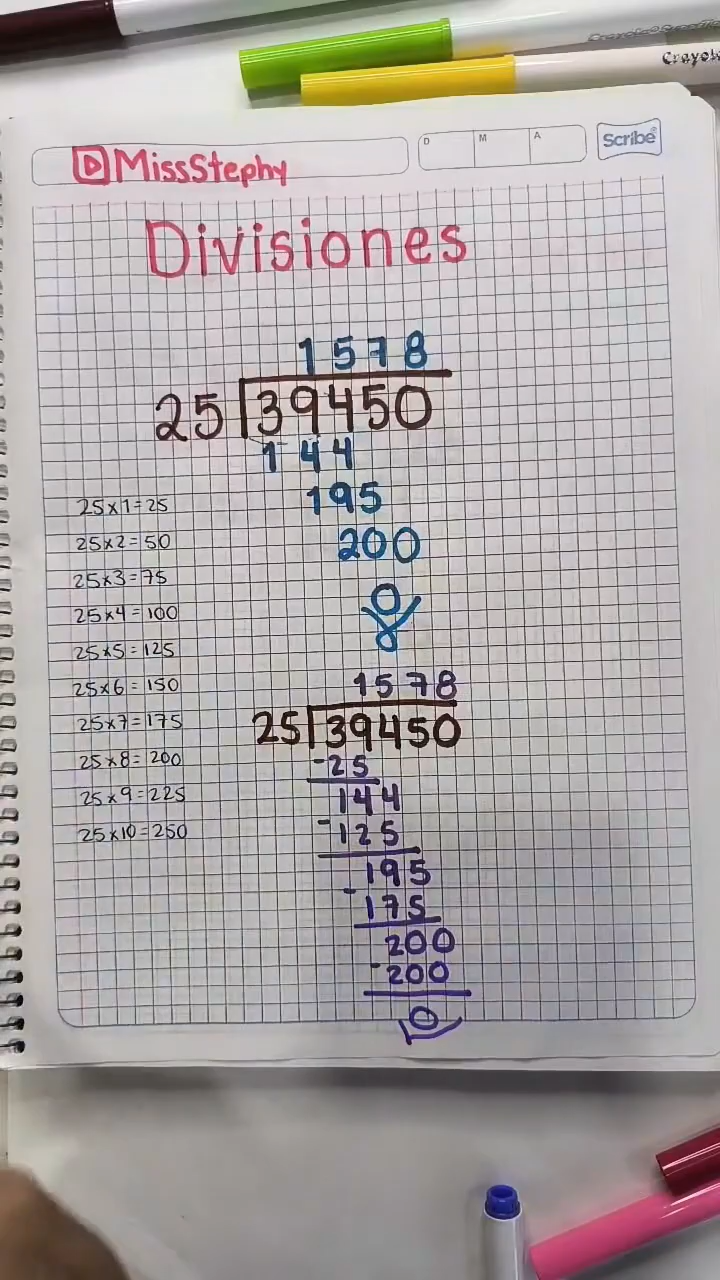 Crayola
Crayola
MissStephy
D M A
Scribe
Divisiones
1578
25 39450
144
195
200
0
25x1=25
25x2=50
25x3=75
25x4=100
25x5=125
25x6=150
25x7=175
25x8=200
25x9=225
25x10=250
1578
25 39450
-25
144
-125
195
-175
200
-200
0